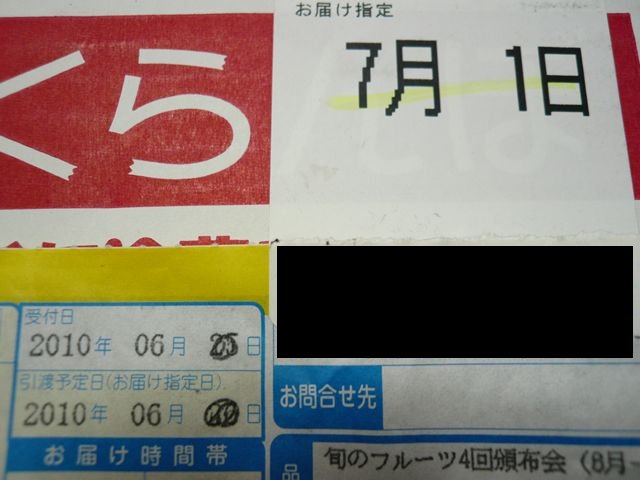 お届け指定
7月 1日
くら
受付日
2010年 06月 日
引渡予定日(お届け指定日)
2010年 06月 日
お届け時間帯
お問合せ先
品
旬のフルーツ4回頒布会(8月